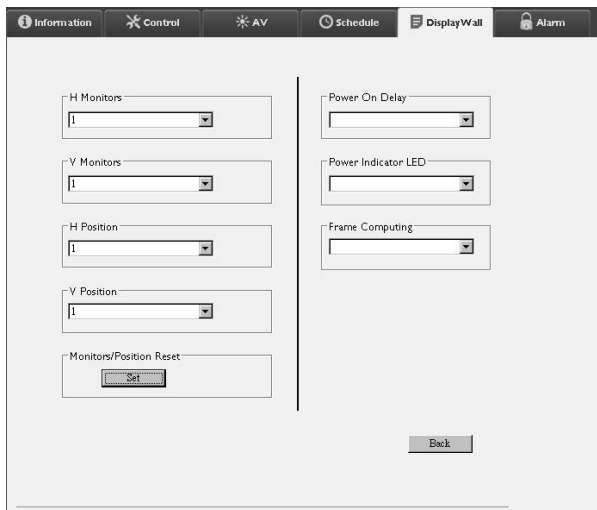 Information Control AV Schedule DisplayWall Alarm
H Monitors
1
V Monitors
1
H Position
1
V Position
1
Monitors/Position Reset
Set
Power On Delay
Power Indicator LED
Frame Computing
Back